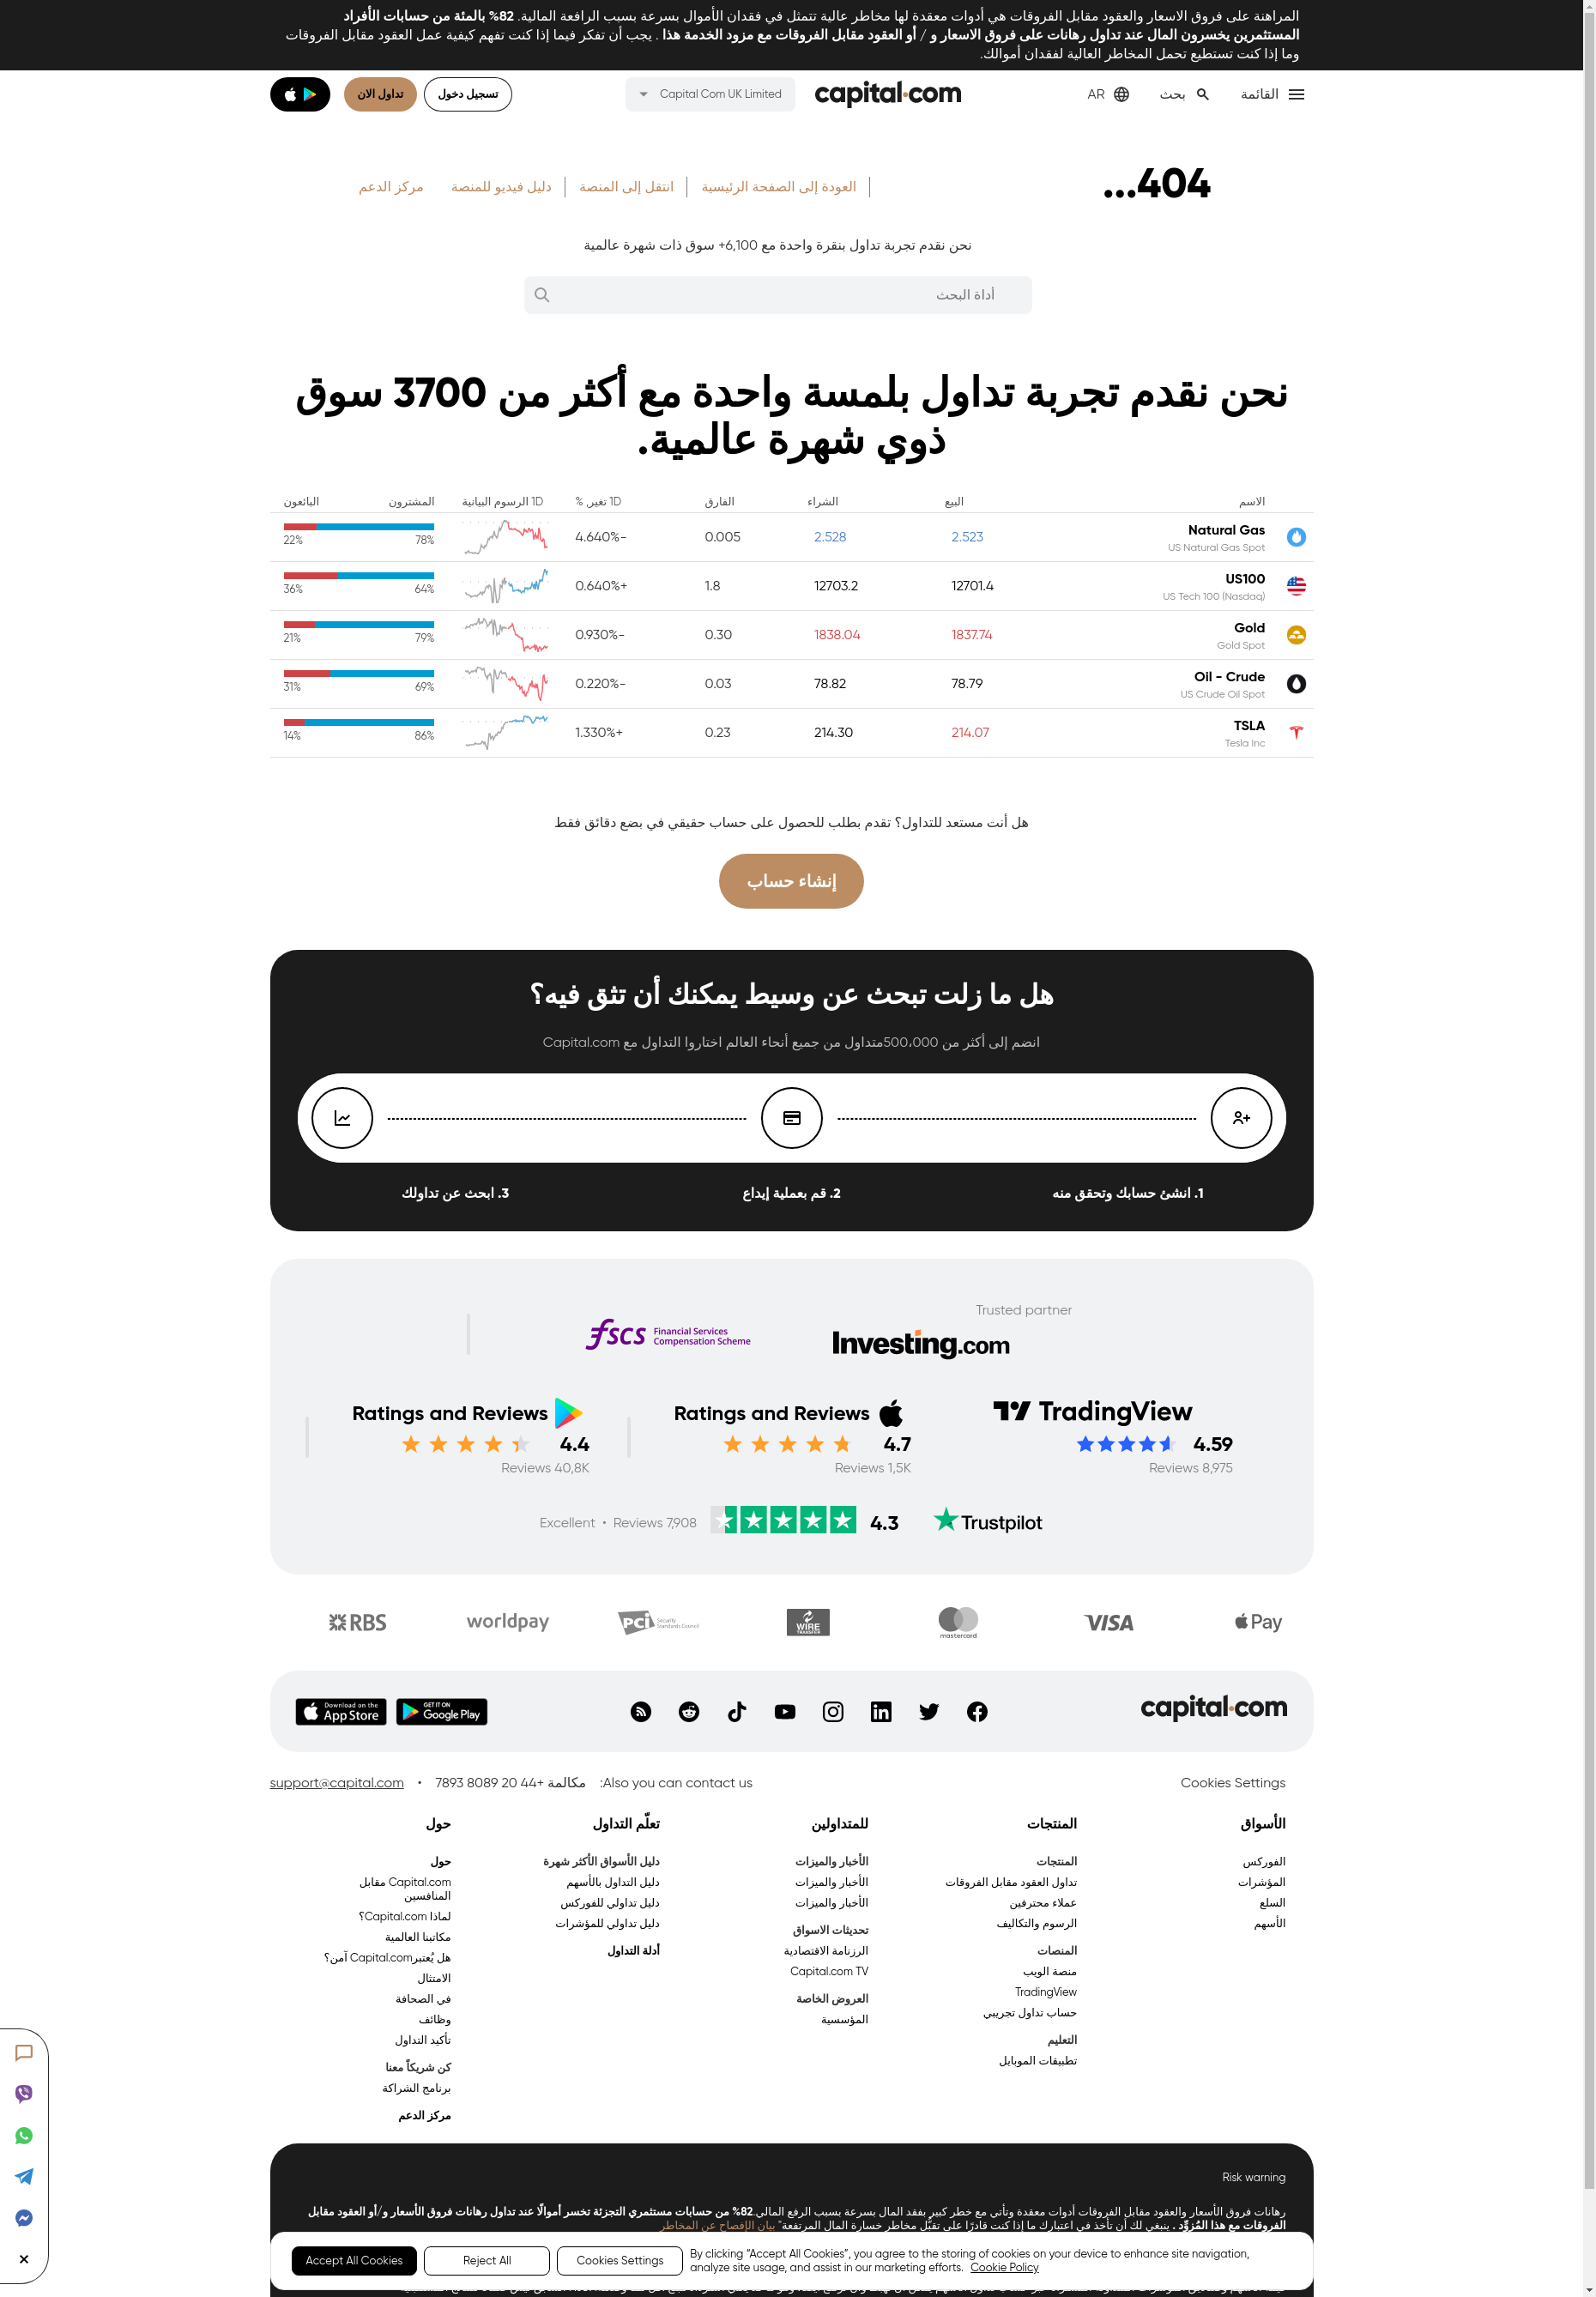 المراهنة على فروق الاسعار والعقود مقابل الفروقات هي أدوات معقدة لها مخاطر عالية تتمثل في فقدان الأموال بسرعة بسبب الرافعة المالية. 82% بالمئة من حسابات الأفراد
المستثمرين يخسرون المال عند تداول رهانات على فروق الاسعار و / أو العقود مقابل الفروقات مع مزود الخدمة هذا . يجب أن تفكر فيما إذا كنت تفهم كيفية عمل العقود مقابل الفروقات
وما إذا كنت تستطيع تحمل المخاطر العالية لفقدان أموالك.
القائمة بحث AR capital.com Capital Com UK Limited تسجيل دخول تداول الان
404...
العودة إلى الصفحة الرئيسية انتقل إلى المنصة دليل فيديو للمنصة مركز الدعم
نحن نقدم تجربة تداول بنقرة واحدة مع 6,100+ سوق ذات شهرة عالمية
أداة البحث
نحن نقدم تجربة تداول بلمسة واحدة مع أكثر من 3700 سوق
ذوي شهرة عالمية.
الاسم البيع الشراء الفارق 1D تغير, % 1D الرسوم البيانية المشترون البائعون
Natural Gas 2.523 2.528 0.005 4.640%- 78% 22%
US Natural Gas Spot
US100 12701.4 12703.2 1.8 0.640%+ 64% 36%
US Tech 100 (Nasdaq)
Gold 1837.74 1838.04 0.30 0.930%- 79% 21%
Gold Spot
Oil - Crude 78.79 78.82 0.03 0.220%- 69% 31%
US Crude Oil Spot
TSLA 214.07 214.30 0.23 1.330%+ 86% 14%
Tesla Inc
هل أنت مستعد للتداول؟ تقدم بطلب للحصول على حساب حقيقي في بضع دقائق فقط
إنشاء حساب
هل ما زلت تبحث عن وسيط يمكنك أن تثق فيه؟
انضم إلى أكثر من 500،000متداول من جميع أنحاء العالم اختاروا التداول مع Capital.com
1. انشئ حسابك وتحقق منه 2. قم بعملية إيداع 3. ابحث عن تداولك
Trusted partner
Investing.com fscs Financial Services Compensation Scheme
TradingView Ratings and Reviews Ratings and Reviews
4.59 4.7 4.4
Reviews 8,975 Reviews 1,5K Reviews 40,8K
Trustpilot 4.3 Excellent • Reviews 7,908
Apple Pay VISA mastercard WIRE TRANSFER PCI Security Standards Council worldpay RBS
capital.com GET IT ON Google Play Download on the App Store
Cookies Settings Also you can contact us: مكالمة +44 20 8089 7893 • support@capital.com
الأسواق
الفوركس
المؤشرات
السلع
الأسهم
المنتجات
المنتجات
تداول العقود مقابل الفروقات
عملاء محترفين
الرسوم والتكاليف
المنصات
منصة الويب
TradingView
حساب تداول تجريبي
التعليم
تطبيقات الموبايل
للمتداولين
الأخبار والميزات
الأخبار والميزات
الأخبار والميزات
تحديثات الاسواق
الرزنامة الاقتصادية
Capital.com TV
العروض الخاصة
المؤسسية
تعلّم التداول
دليل الأسواق الأكثر شهرة
دليل التداول بالأسهم
دليل تداولي للفوركس
دليل تداولي للمؤشرات
أدلة التداول
حول
حول
Capital.com مقابل
المنافسين
لماذا Capital.com؟
مكاتبنا العالمية
هل يُعتبرCapital.com آمن؟
الامتثال
في الصحافة
وظائف
تأكيد التداول
كن شريكاً معنا
برنامج الشراكة
مركز الدعم
Risk warning
رهانات فروق الأسعار والعقود مقابل الفروقات أدوات معقدة وتأتي مع خطر كبير بفقد المال بسرعة بسبب الرفع المالي.82% من حسابات مستثمري التجزئة تخسر أموالًا عند تداول رهانات فروق الأسعار و/أو العقود مقابل
الفروقات مع هذا المُزوِّد . ينبغي لك أن تأخذ في اعتبارك ما إذا كنت قادرًا على تقبُّل مخاطر خسارة المال المرتفعة" بيان الإفصاح عن المخاطر
By clicking “Accept All Cookies”, you agree to the storing of cookies on your device to enhance site navigation,
analyze site usage, and assist in our marketing efforts. Cookie Policy
Cookies Settings
Reject All
Accept All Cookies